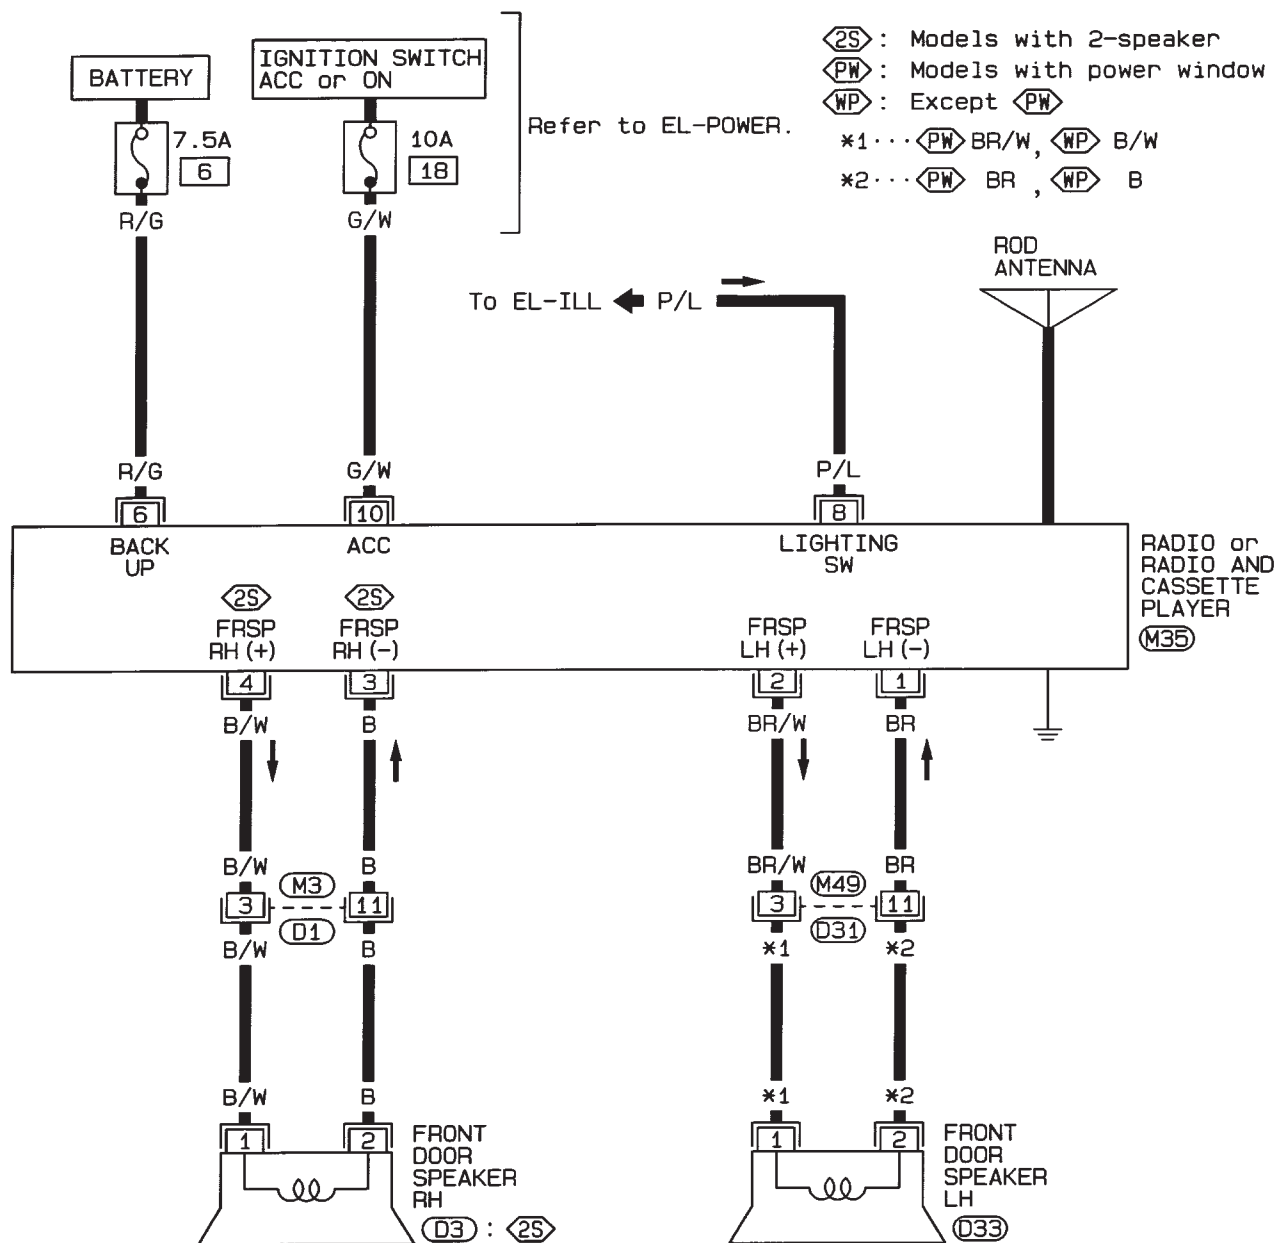 BATTERY
IGNITION SWITCH
ACC or ON
7.5A
6
10A
18
Refer to EL-POWER.
2S : Models with 2-speaker
PW : Models with power window
WP : Except PW
*1··· PW BR/W, WP B/W
*2··· PW BR , WP B
R/G
G/W
ROD
ANTENNA
To EL-ILL P/L
R/G
G/W
P/L
6
10
8
BACK
UP
ACC
LIGHTING
SW
RADIO or
RADIO AND
CASSETTE
PLAYER
M35
2S
2S
FRSP
RH (+)
FRSP
RH (-)
FRSP
LH (+)
FRSP
LH (-)
4
3
2
1
B/W
B
BR/W
BR
B/W
B
BR/W
BR
3
M3
11
D1
3
M49
11
D31
B/W
B
*1
*2
B/W
B
*1
*2
1
2
1
2
FRONT
DOOR
SPEAKER
RH
D3 : 2S
FRONT
DOOR
SPEAKER
LH
D33